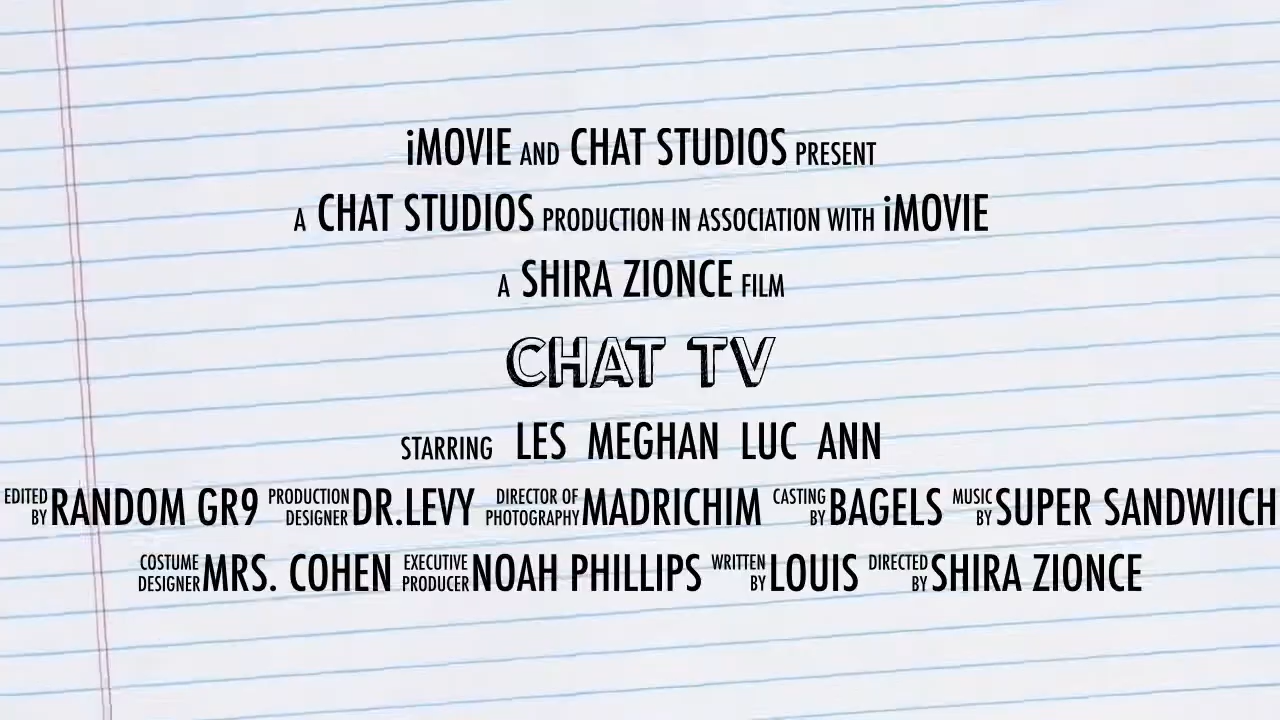 iMOVIE AND CHAT STUDIOS PRESENT
A CHAT STUDIOS PRODUCTION IN ASSOCIATION WITH iMOVIE
A SHIRA ZIONCE FILM
CHAT TV
STARRING LES MEGHAN LUC ANN
EDITED BY RANDOM GR9 PRODUCTION DESIGNER DR.LEVY DIRECTOR OF PHOTOGRAPHY MADRICHIM CASTING BY BAGELS MUSIC BY SUPER SANDWIICH
COSTUME DESIGNER MRS. COHEN EXECUTIVE PRODUCER NOAH PHILLIPS WRITTEN BY LOUIS DIRECTED BY SHIRA ZIONCE